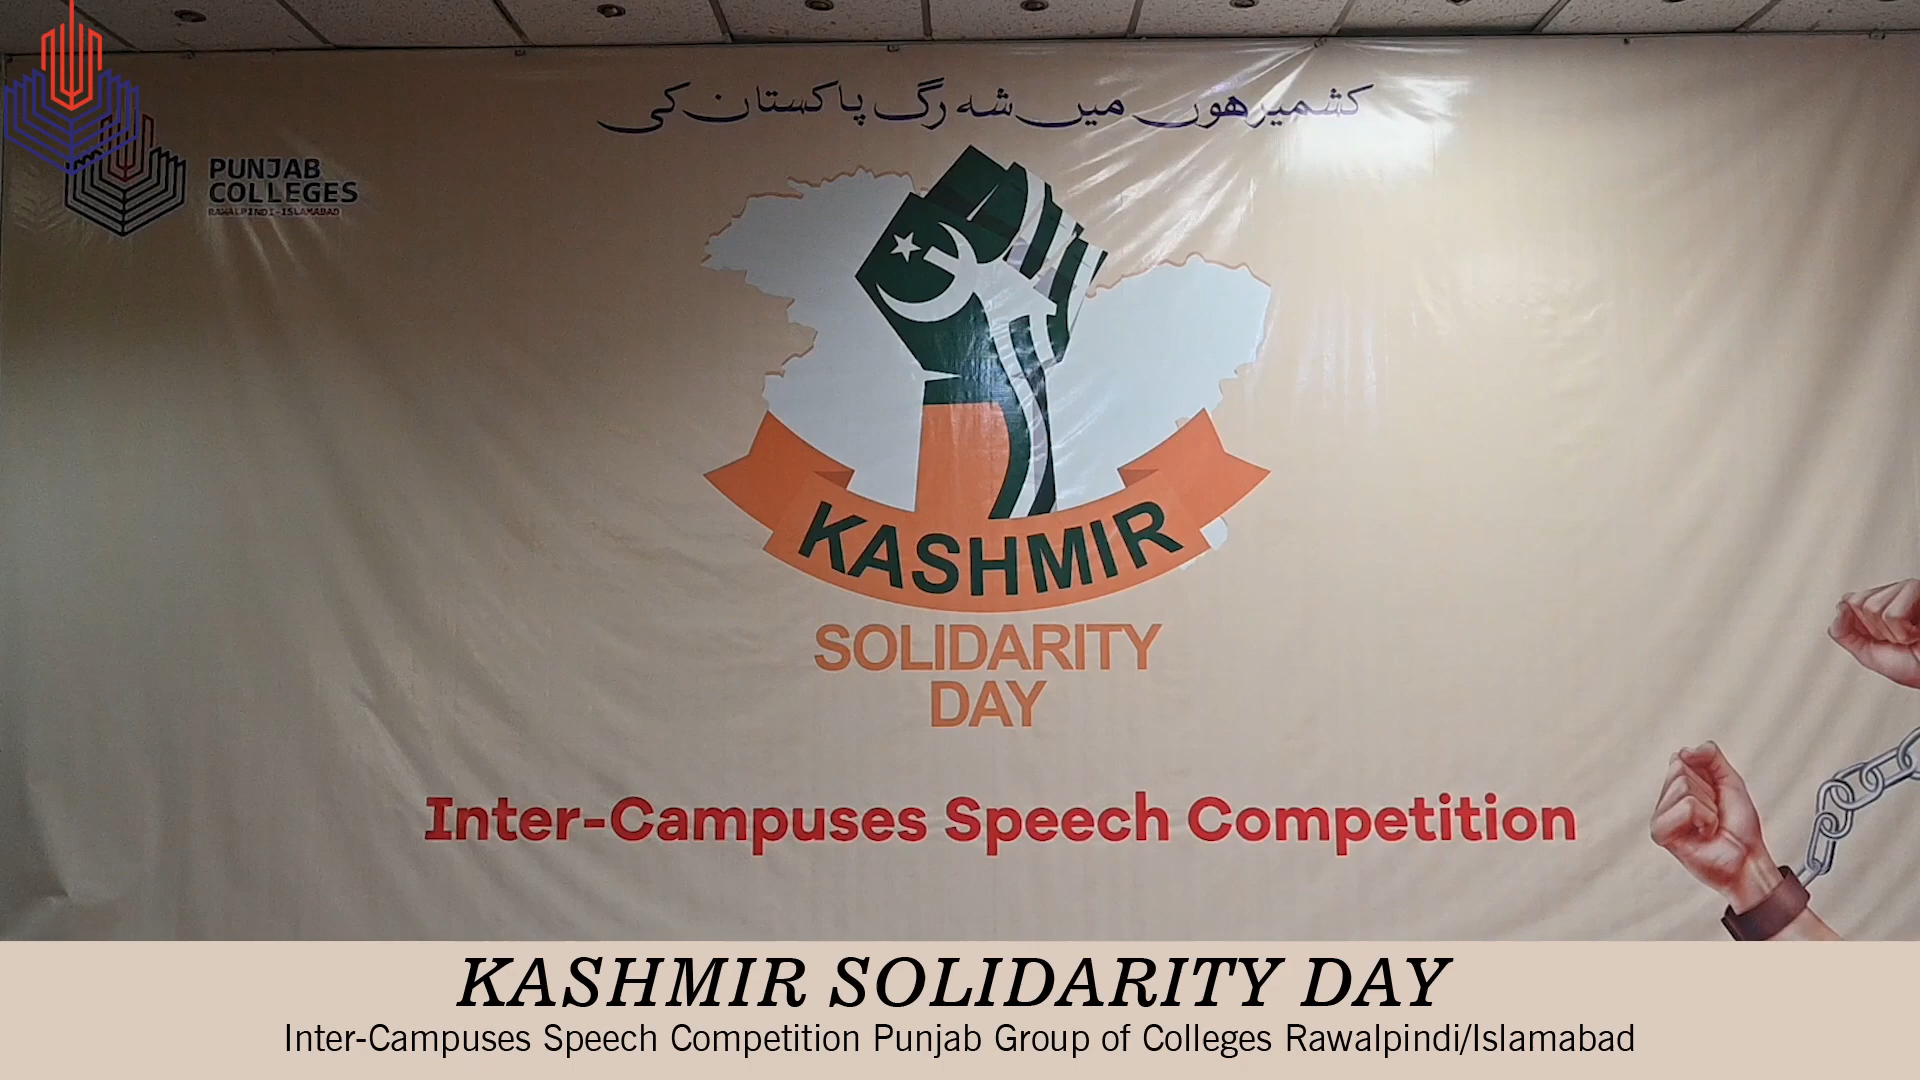 کشمیر ھوں میں شہ رگ پاکستان کی
PUNJAB
COLLEGES
RAWALPINDI-ISLAMABAD
KASHMIR
SOLIDARITY
DAY
Inter-Campuses Speech Competition
KASHMIR SOLIDARITY DAY
Inter-Campuses Speech Competition Punjab Group of Colleges Rawalpindi/Islamabad